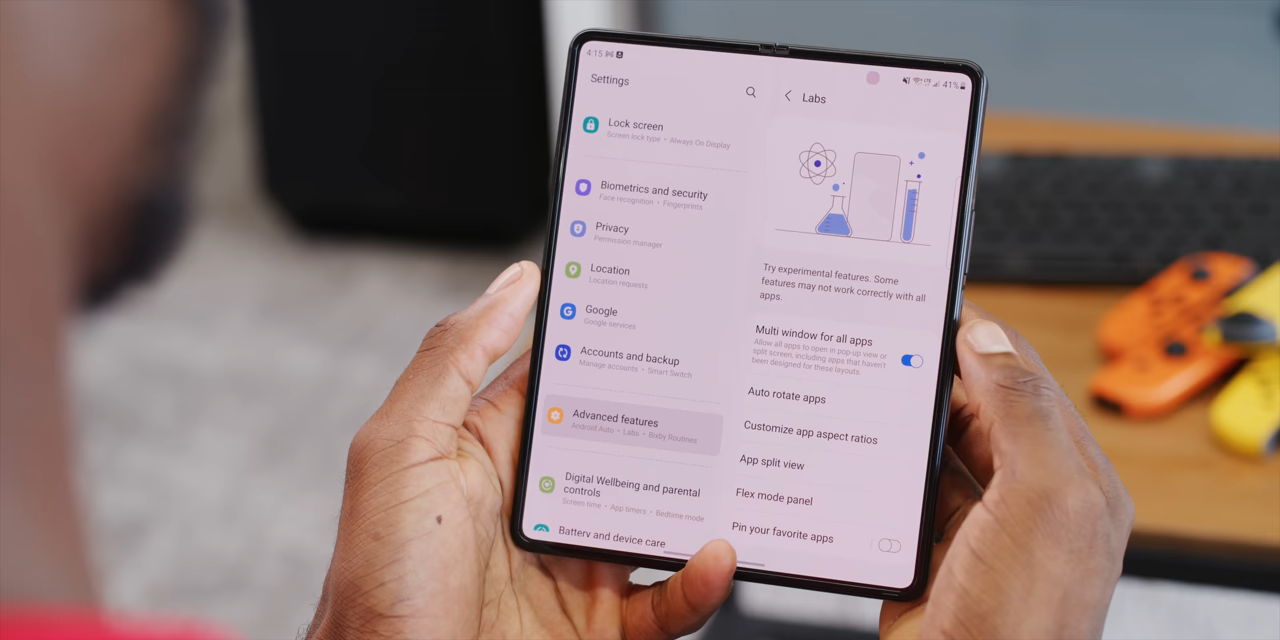 4:15
41%
Settings
Lock screen
Screen lock type • Always On Display
Biometrics and security
Face recognition • Fingerprints
Privacy
Permission manager
Location
Location requests
Google
Google services
Accounts and backup
Manage accounts • Smart Switch
Advanced features
Android Auto • Labs • Bixby Routines
Digital Wellbeing and parental
controls
Screen time • App timers • Bedtime mode
Battery and device care
Labs
Try experimental features. Some
features may not work correctly with all
apps.
Multi window for all apps
Allow all apps to open in pop-up view or
split screen, including apps that haven't
been designed for these layouts.
Auto rotate apps
Customize app aspect ratios
App split view
Flex mode panel
Pin your favorite apps